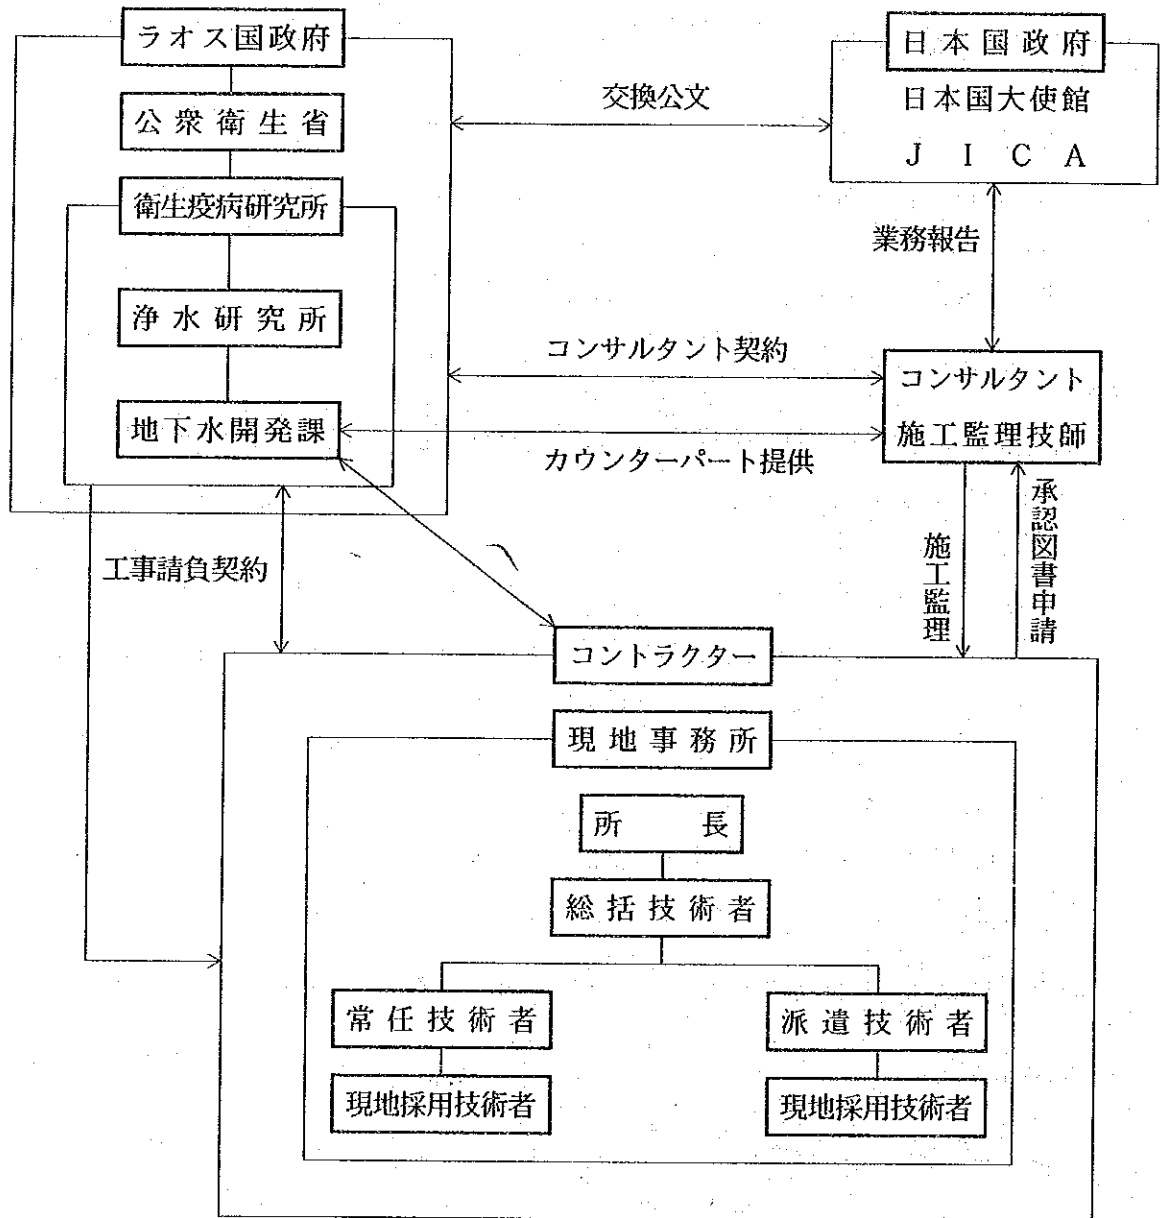 ラオス国政府
公衆衛生省
衛生疫病研究所
浄水研究所
地下水開発課
日本国政府
日本国大使館
JICA
交換公文
業務報告
コンサルタント契約
コンサルタント
施工監理技師
カウンターパート提供
工事請負契約
施工監理
承認図書申請
コントラクター
現地事務所
所長
総括技術者
常任技術者
派遣技術者
現地採用技術者
現地採用技術者